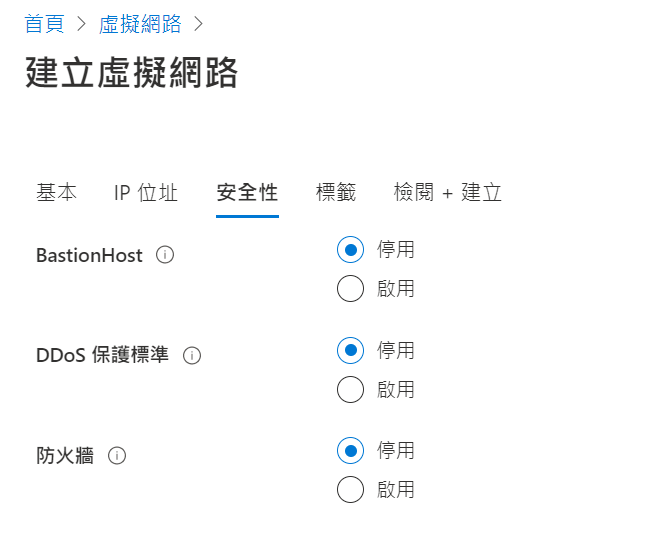 首頁 > 虛擬網路 >
建立虛擬網路
基本 IP 位址 安全性 標籤 檢閱 + 建立
BastionHost
停用
啟用
DDoS 保護標準
停用
啟用
防火牆
停用
啟用